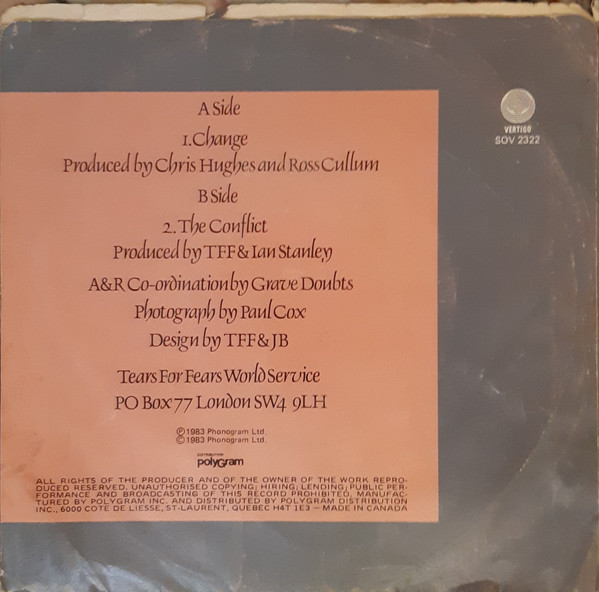 A Side
1. Change
Produced by Chris Hughes and Ross Cullum
B Side
2. The Conflict
Produced by TFF & Ian Stanley
A&R Co-ordination by Grave Doubts
Photograph by Paul Cox
Design by TFF & JB
Tears For Fears World Service
PO Box 77 London SW4 9LH
℗ 1983 Phonogram Ltd.
© 1983 Phonogram Ltd.
DISTRIBUTION
polyGram
ALL RIGHTS OF THE PRODUCER AND OF THE OWNER OF THE WORK REPRO-
DUCED RESERVED. UNAUTHORISED COPYING; HIRING; LENDING; PUBLIC PER-
FORMANCE AND BROADCASTING OF THIS RECORD PROHIBITED. MANUFAC-
TURED BY POLYGRAM INC. AND DISTRIBUTED BY POLYGRAM DISTRIBUTION
INC., 6000 COTE DE LIESSE, ST-LAURENT, QUEBEC H4T 1E3 – MADE IN CANADA
VERTIGO
SOV 2322